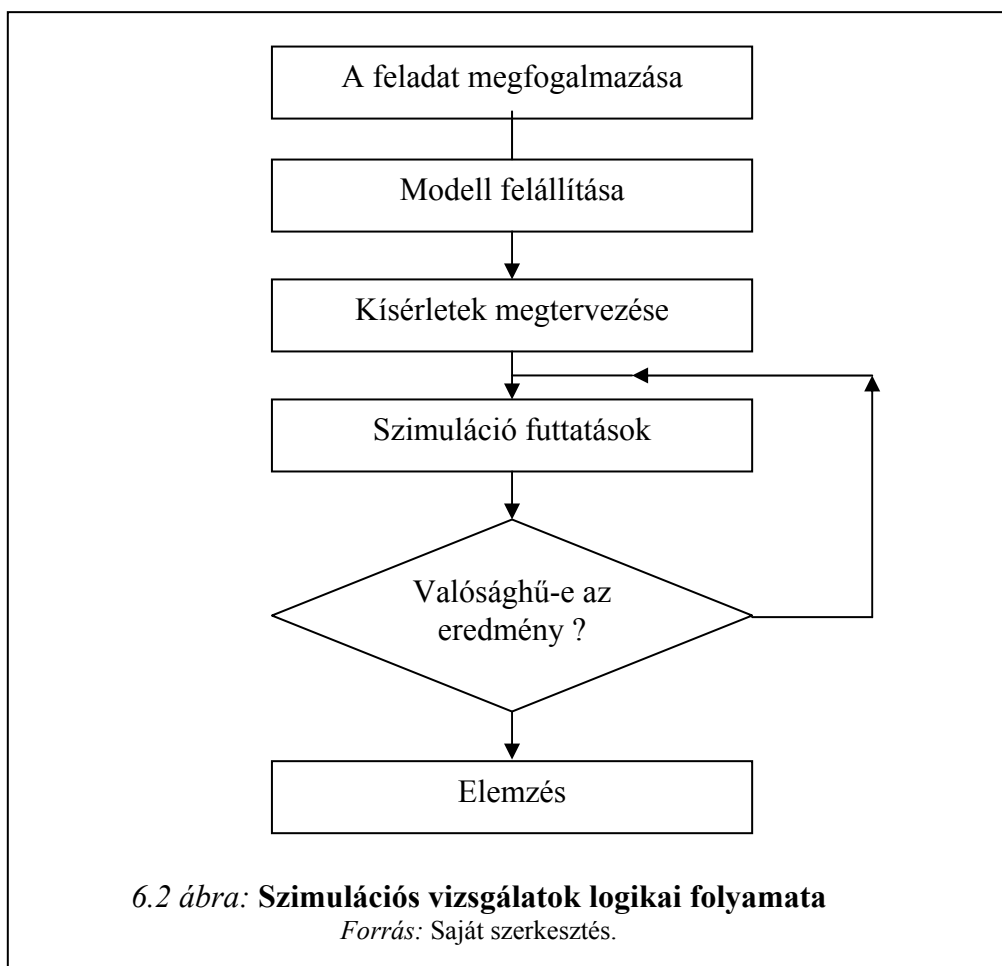 A feladat megfogalmazása
Modell felállítása
Kísérletek megtervezése
Szimuláció futtatások
Valósághű-e az
eredmény ?
Elemzés
6.2 ábra: Szimulációs vizsgálatok logikai folyamata
Forrás: Saját szerkesztés.